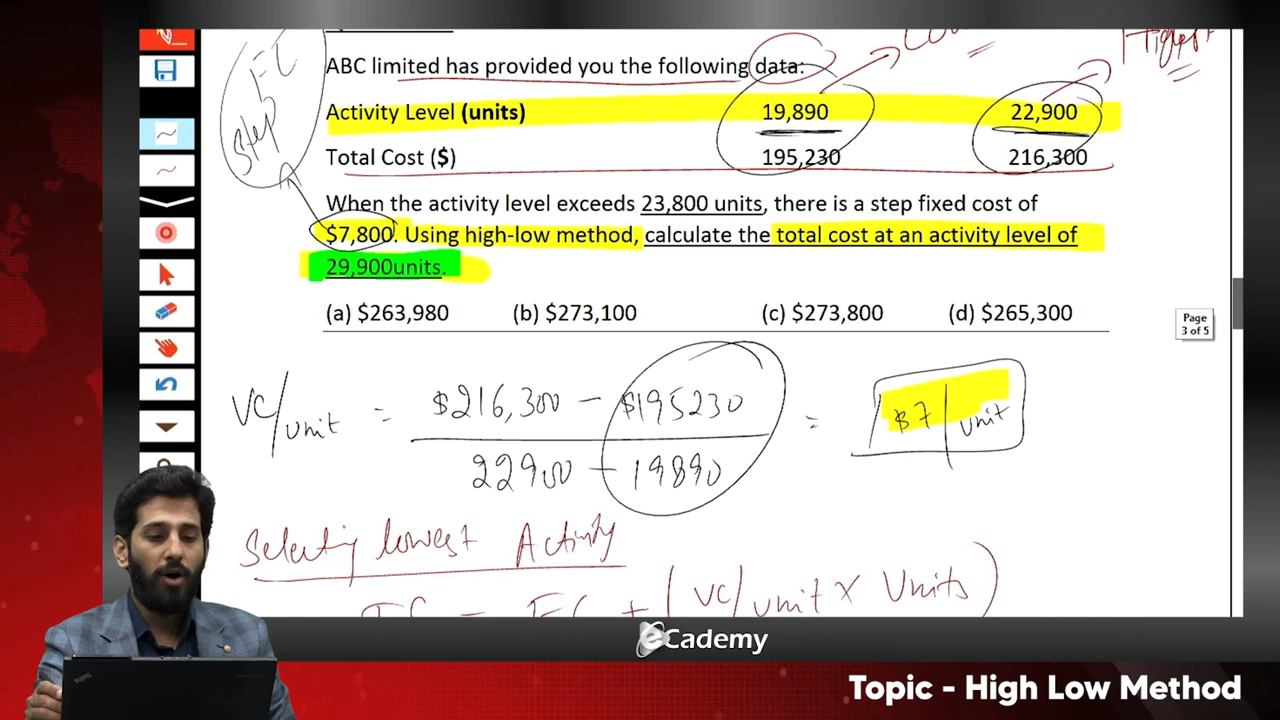 ABC limited has provided you the following data:
Highest
Activity Level (units) 19,890 22,900
Total Cost ($) 195,230 216,300
Step FC
When the activity level exceeds 23,800 units, there is a step fixed cost of
$7,800. Using high-low method, calculate the total cost at an activity level of
29,900units.
(a) $263,980 (b) $273,100 (c) $273,800 (d) $265,300
Page
3 of 5
VC/unit = $216,300 - $195230 = $7/unit
22900 - 19890
Selecting lowest Activity
TC = FC + (VC/unit x Units)
eCademy
Topic - High Low Method